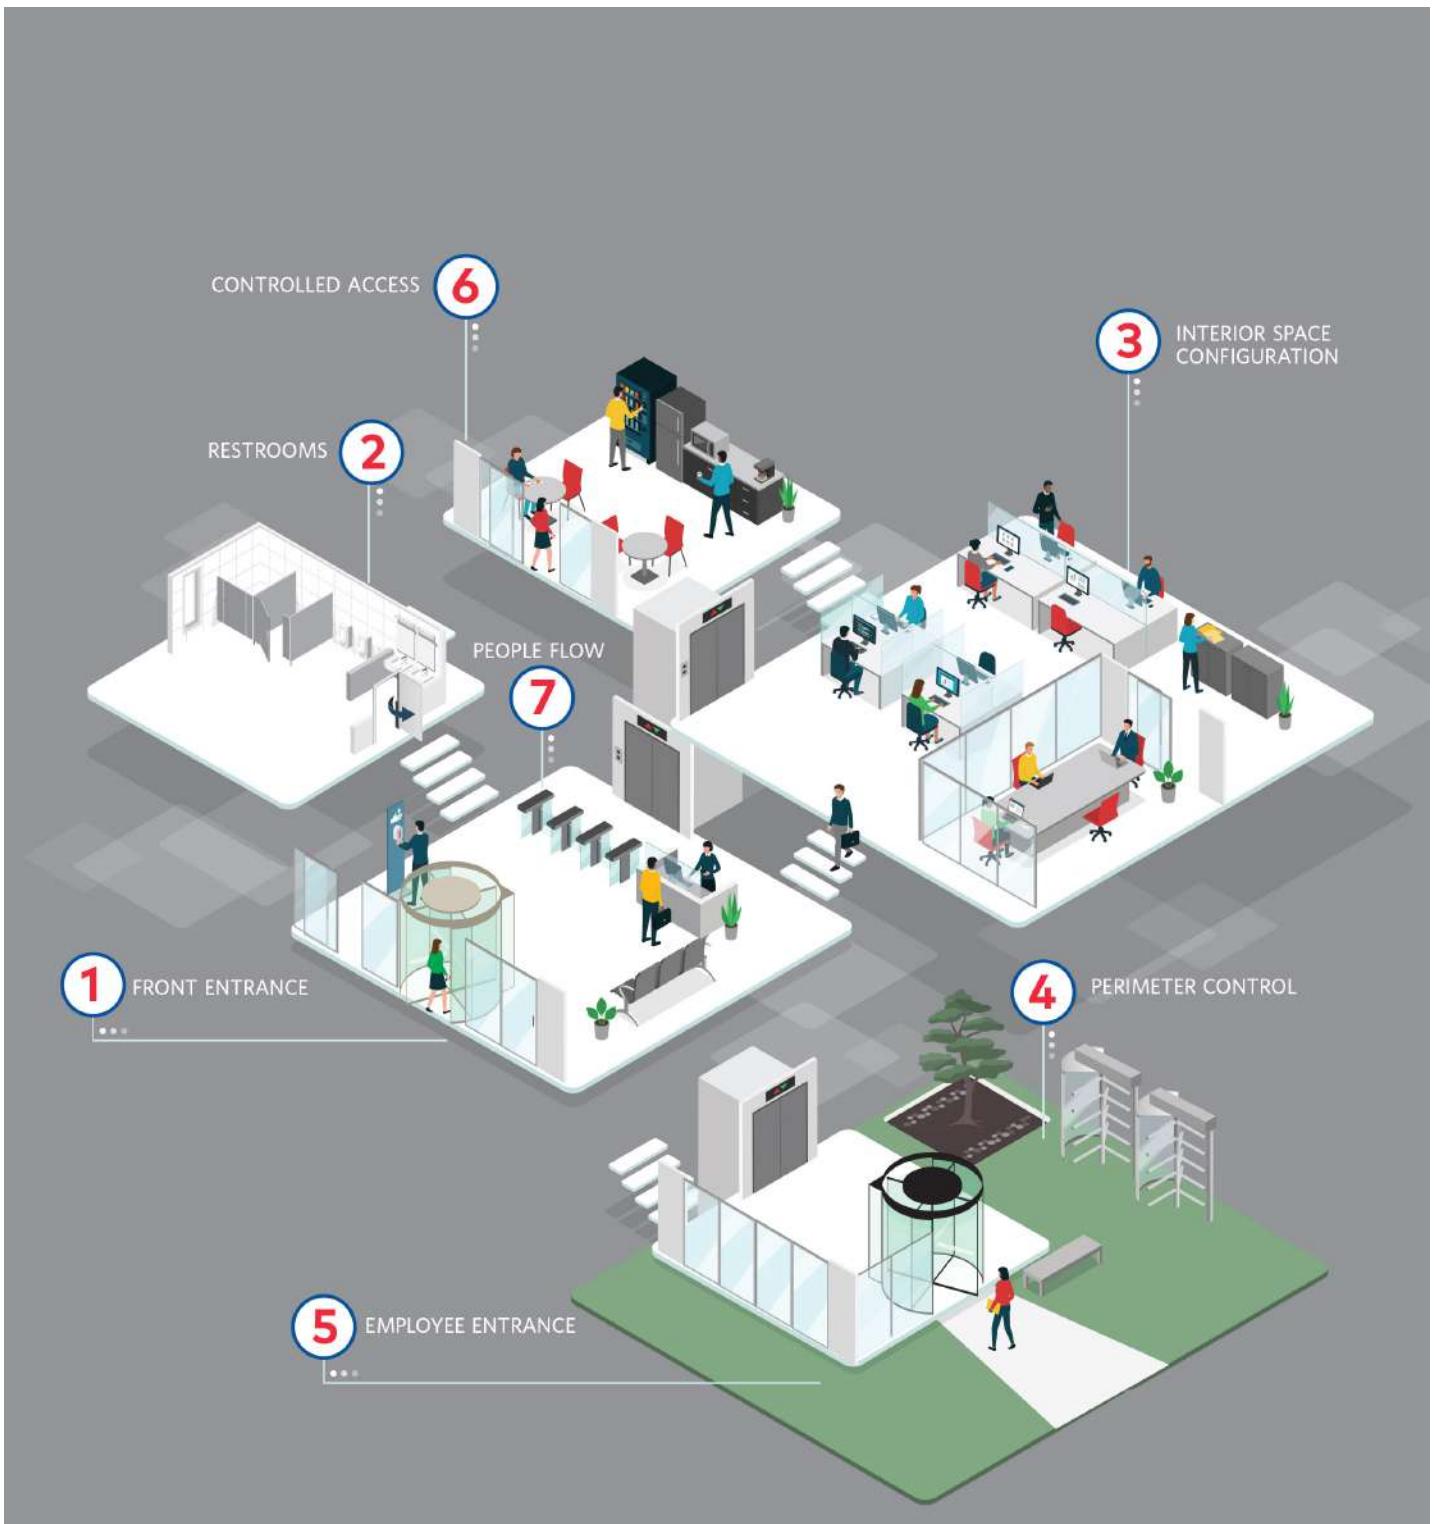 CONTROLLED ACCESS
6
3
INTERIOR SPACE
CONFIGURATION
RESTROOMS
2
PEOPLE FLOW
7
1
FRONT ENTRANCE
4
PERIMETER CONTROL
5
EMPLOYEE ENTRANCE